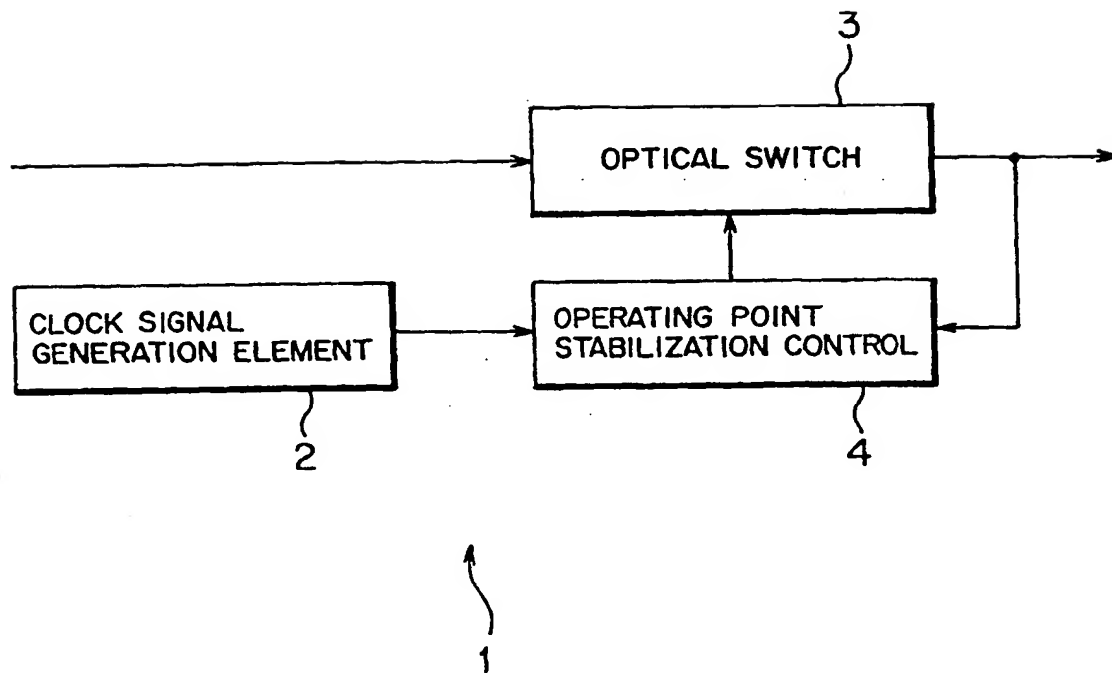 3
OPTICAL SWITCH
CLOCK SIGNAL
GENERATION ELEMENT
OPERATING POINT
STABILIZATION CONTROL
2
4
1